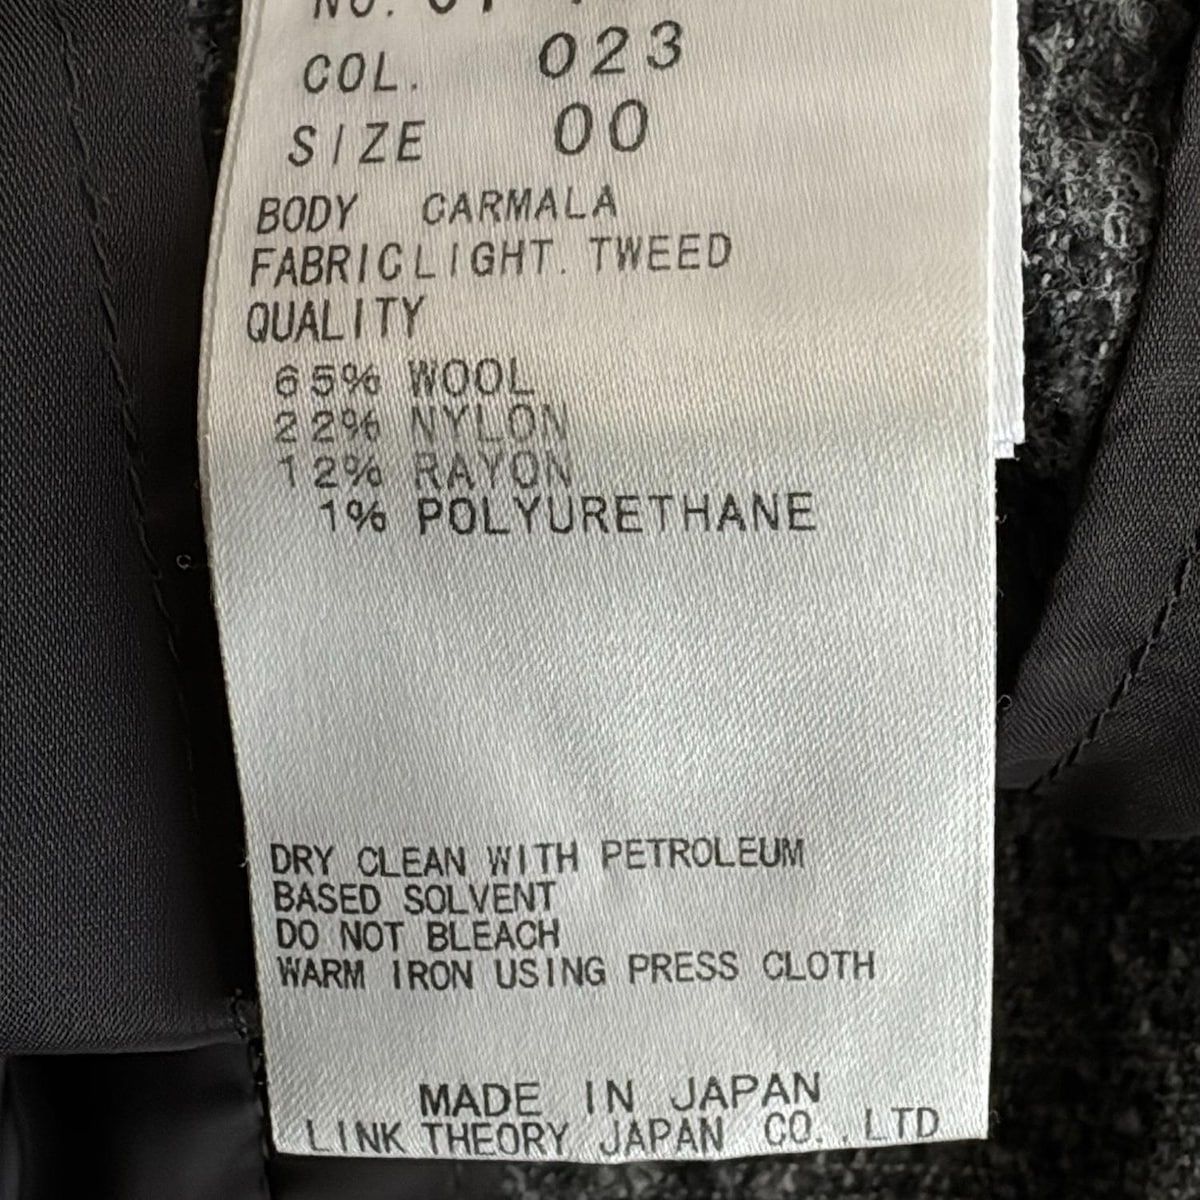 NO. 01
COL. 023
SIZE 00
BODY CARMALA
FABRICLIGHT. TWEED
QUALITY
65% WOOL
22% NYLON
12% RAYON
1% POLYURETHANE
DRY CLEAN WITH PETROLEUM
BASED SOLVENT
DO NOT BLEACH
WARM IRON USING PRESS CLOTH
MADE IN JAPAN
LINK THEORY JAPAN CO.,LTD